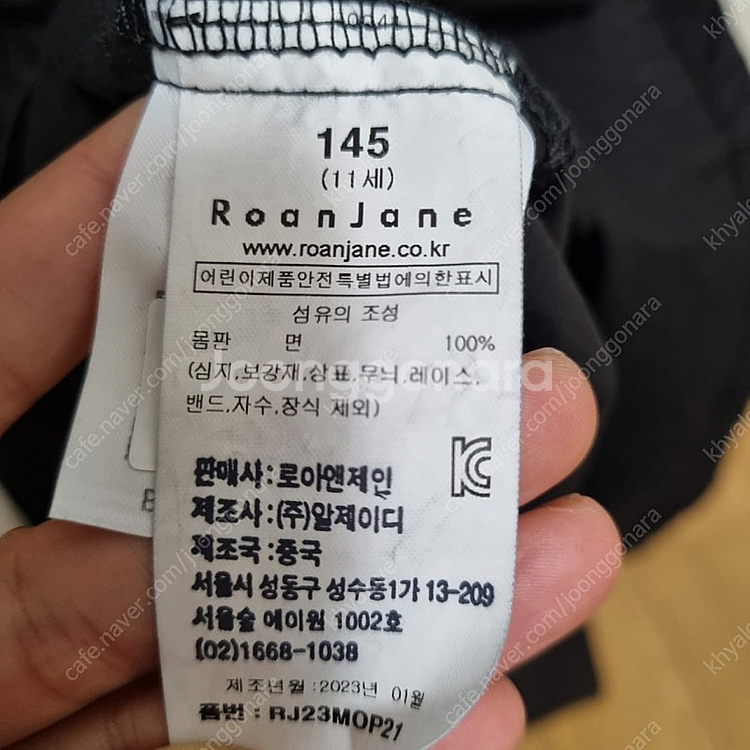 145
(11세)
RoanJane
www.roanjane.co.kr
어린이제품안전특별법에의한표시
섬유의 조성
몸판 면 100%
(심지,보강재,상표,무늬,레이스,
밴드,자수,장식 제외)
판매사:로아앤제인
제조사:(주)알제이디
제조국:중국
서울시 성동구 성수동1가 13-209
서울숲 에이원 1002호
(02)1668-1038
제조년월:2023년 01월
품번: RJ23MOP21
Joonggonara
cafe.naver.com/joonggonara